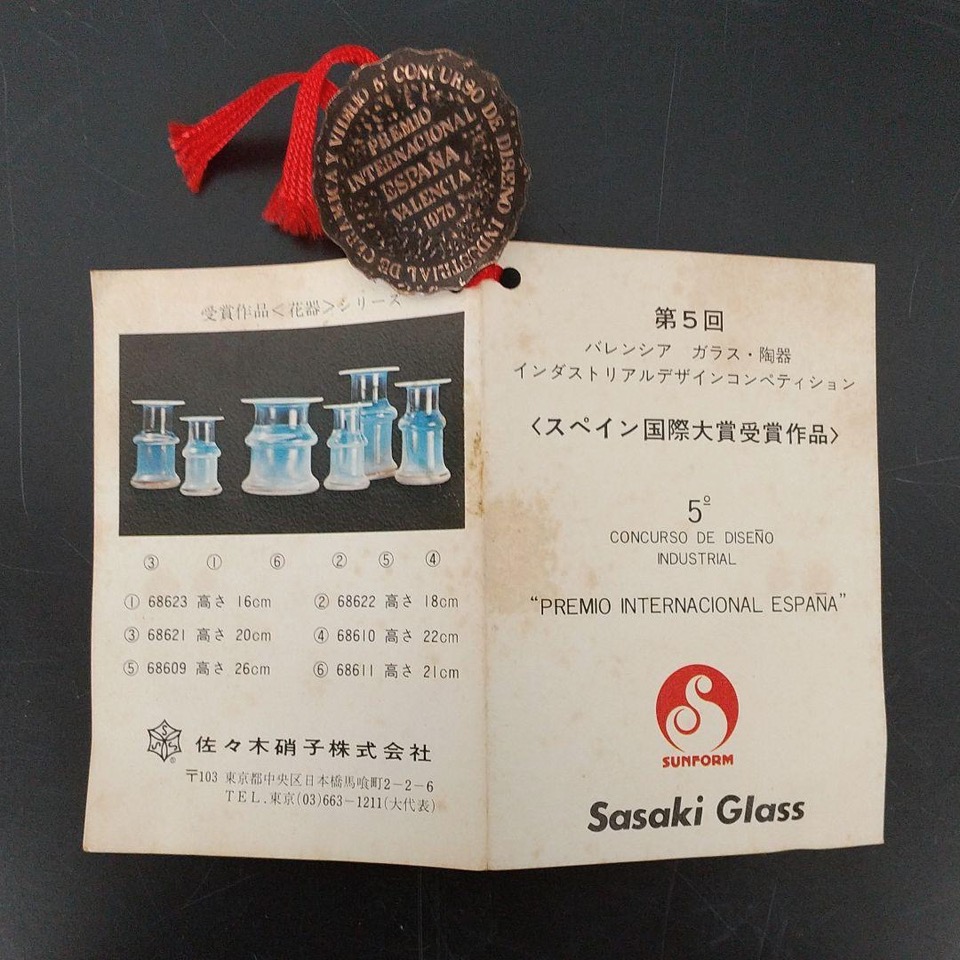 5º CONCURSO DE DISEÑO INDUSTRIAL DE CERAMICA Y VIDRIO
PREMIO
INTERNACIONAL
ESPAÑA
VALENCIA
1975
受賞作品<花器>シリーズ
③ ① ⑥ ② ⑤ ④
① 68623 高さ 16cm ② 68622 高さ 18cm
③ 68621 高さ 20cm ④ 68610 高さ 22cm
⑤ 68609 高さ 26cm ⑥ 68611 高さ 21cm
S S S ®
佐々木硝子株式会社
〒103 東京都中央区日本橋馬喰町2-2-6
TEL.東京(03)663-1211(大代表)
第5回
バレンシア ガラス・陶器
インダストリアルデザインコンペティション
〈スペイン国際大賞受賞作品〉
5º
CONCURSO DE DISEÑO
INDUSTRIAL
“PREMIO INTERNACIONAL ESPAÑA”
S
SUNFORM
Sasaki Glass